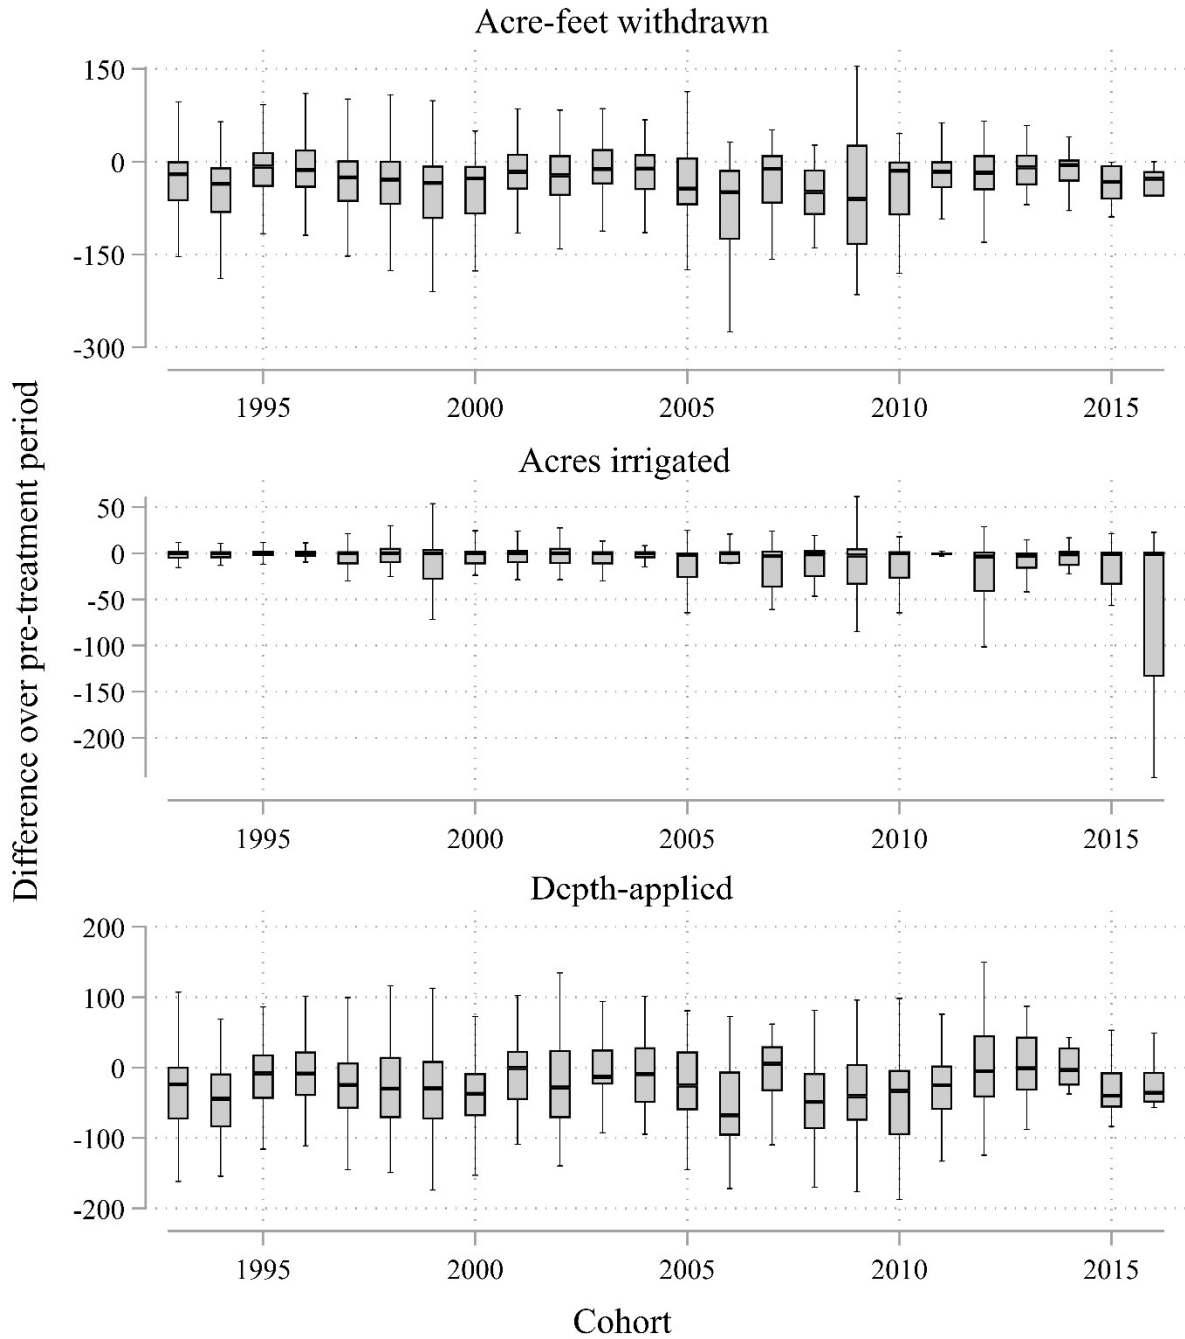 Difference over pre-treatment period
Acre-feet withdrawn
150
0
-150
-300
1995 2000 2005 2010 2015
Acres irrigated
50
0
-50
-100
-150
-200
1995 2000 2005 2010 2015
Depth-applied
200
100
0
-100
-200
1995 2000 2005 2010 2015
Cohort